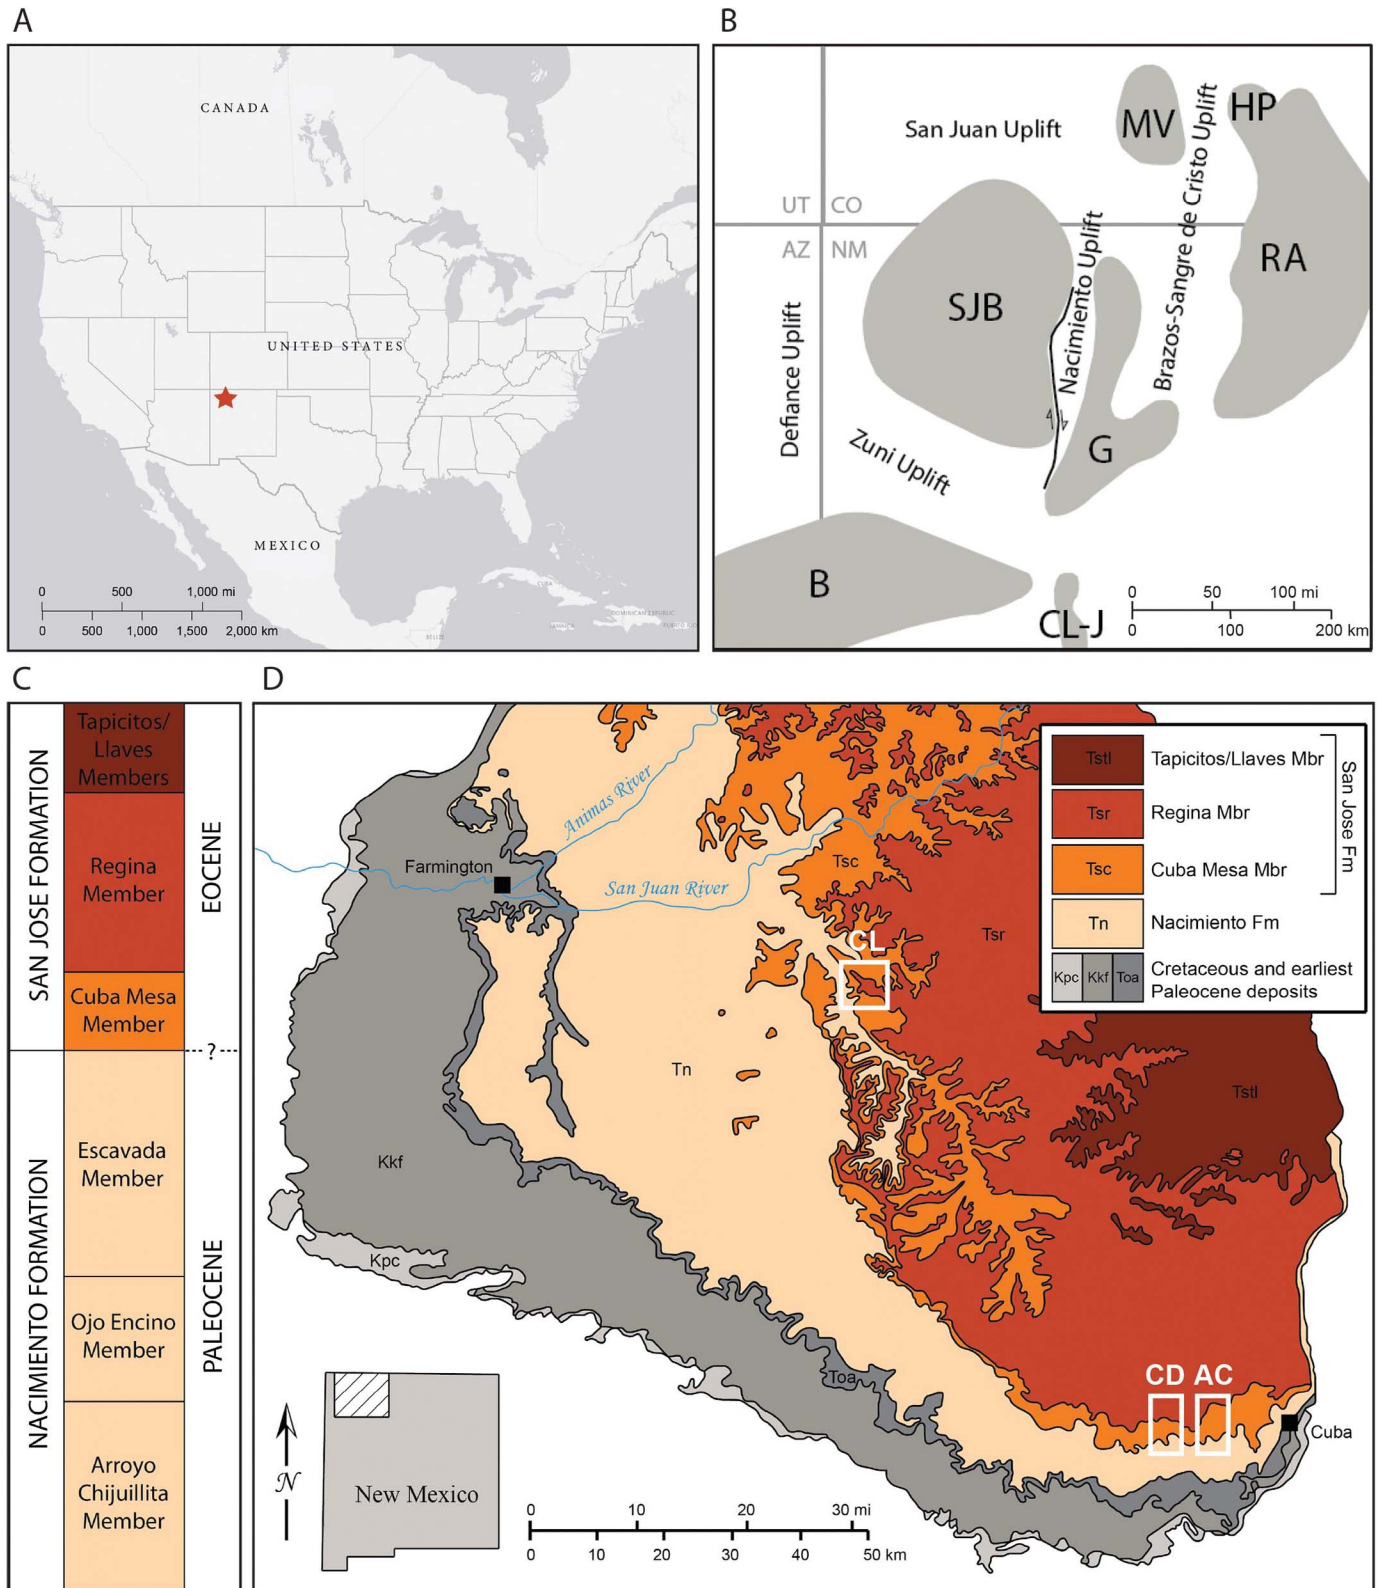 A
CANADA
UNITED STATES
MEXICO
CUBA
JAMAICA
DOMINICAN REPUBLIC
BELIZE
0 500 1,000 mi
0 500 1,000 1,500 2,000 km
B
San Juan Uplift
MV
HP
UT CO
AZ NM
SJB
RA
Nacimiento Uplift
Brazos-Sangre de Cristo Uplift
Defiance Uplift
Zuni Uplift
G
B
CL-J
0 50 100 mi
0 100 200 km
C
SAN JOSE FORMATION
Tapicitos/
Llaves
Members
Regina
Member
Cuba Mesa
Member
EOCENE
?
NACIMIENTO FORMATION
Escavada
Member
Ojo Encino
Member
Arroyo
Chijuillita
Member
PALEOCENE
D
Animas River
Farmington
San Juan River
Tsc
CL
Tsr
Tn
Tstl
Kkf
Kpc
Toa
CD AC
Cuba
Tstl Tapicitos/Llaves Mbr
Tsr Regina Mbr
Tsc Cuba Mesa Mbr
San Jose Fm
Tn Nacimiento Fm
Kpc Kkf Toa Cretaceous and earliest
Paleocene deposits
N
New Mexico
0 10 20 30 mi
0 10 20 30 40 50 km